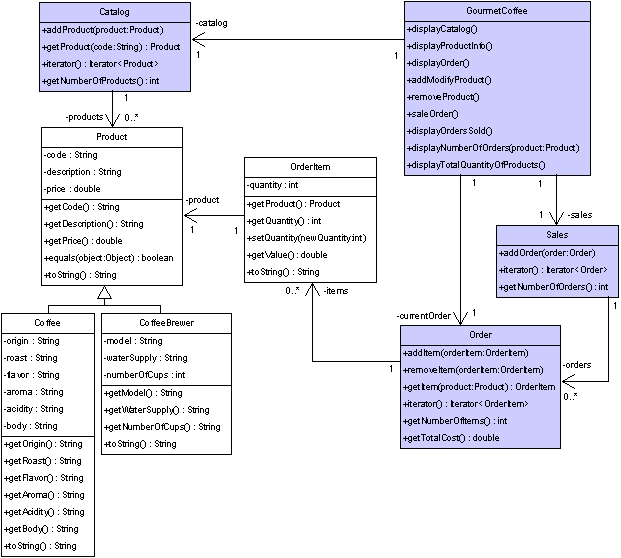 Catalog
+addProduct(product:Product)
+getProduct(code:String) : Product
+iterator() : Iterator<Product>
+getNumberOfProducts() : int
-catalog
1
1
GourmetCoffee
+displayCatalog()
+displayProductInfo()
+displayOrder()
+addModifyProduct()
+removeProduct()
+saleOrder()
+displayOrdersSold()
+displayNumberOfOrders(product:Product)
+displayTotalQuantityOfProducts()
1
-products
0..*
Product
-code : String
-description : String
-price : double
+getCode() : String
+getDescription() : String
+getPrice() : double
+equals(object:Object) : boolean
+toString() : String
-product
1
1
OrderItem
-quantity : int
+getProduct() : Product
+getQuantity() : int
+setQuantity(newQuantity:int)
+getValue() : double
+toString() : String
0..*
-items
1
1
1
-sales
Sales
+addOrder(order:Order)
+iterator() : Iterator<Order>
+getNumberOfOrders() : int
1
-currentOrder
1
Order
+addItem(orderItem:OrderItem)
+removeItem(orderItem:OrderItem)
+getItem(product:Product) : OrderItem
+iterator() : Iterator<OrderItem>
+getNumberOfItems() : int
+getTotalCost() : double
1
-orders
0..*
Coffee
-origin : String
-roast : String
-flavor : String
-aroma : String
-acidity : String
-body : String
+getOrigin() : String
+getRoast() : String
+getFlavor() : String
+getAroma() : String
+getAcidity() : String
+getBody() : String
+toString() : String
CoffeeBrewer
-model : String
-waterSupply : String
-numberOfCups : int
+getModel() : String
+getWaterSupply() : String
+getNumberOfCups() : String
+toString() : String